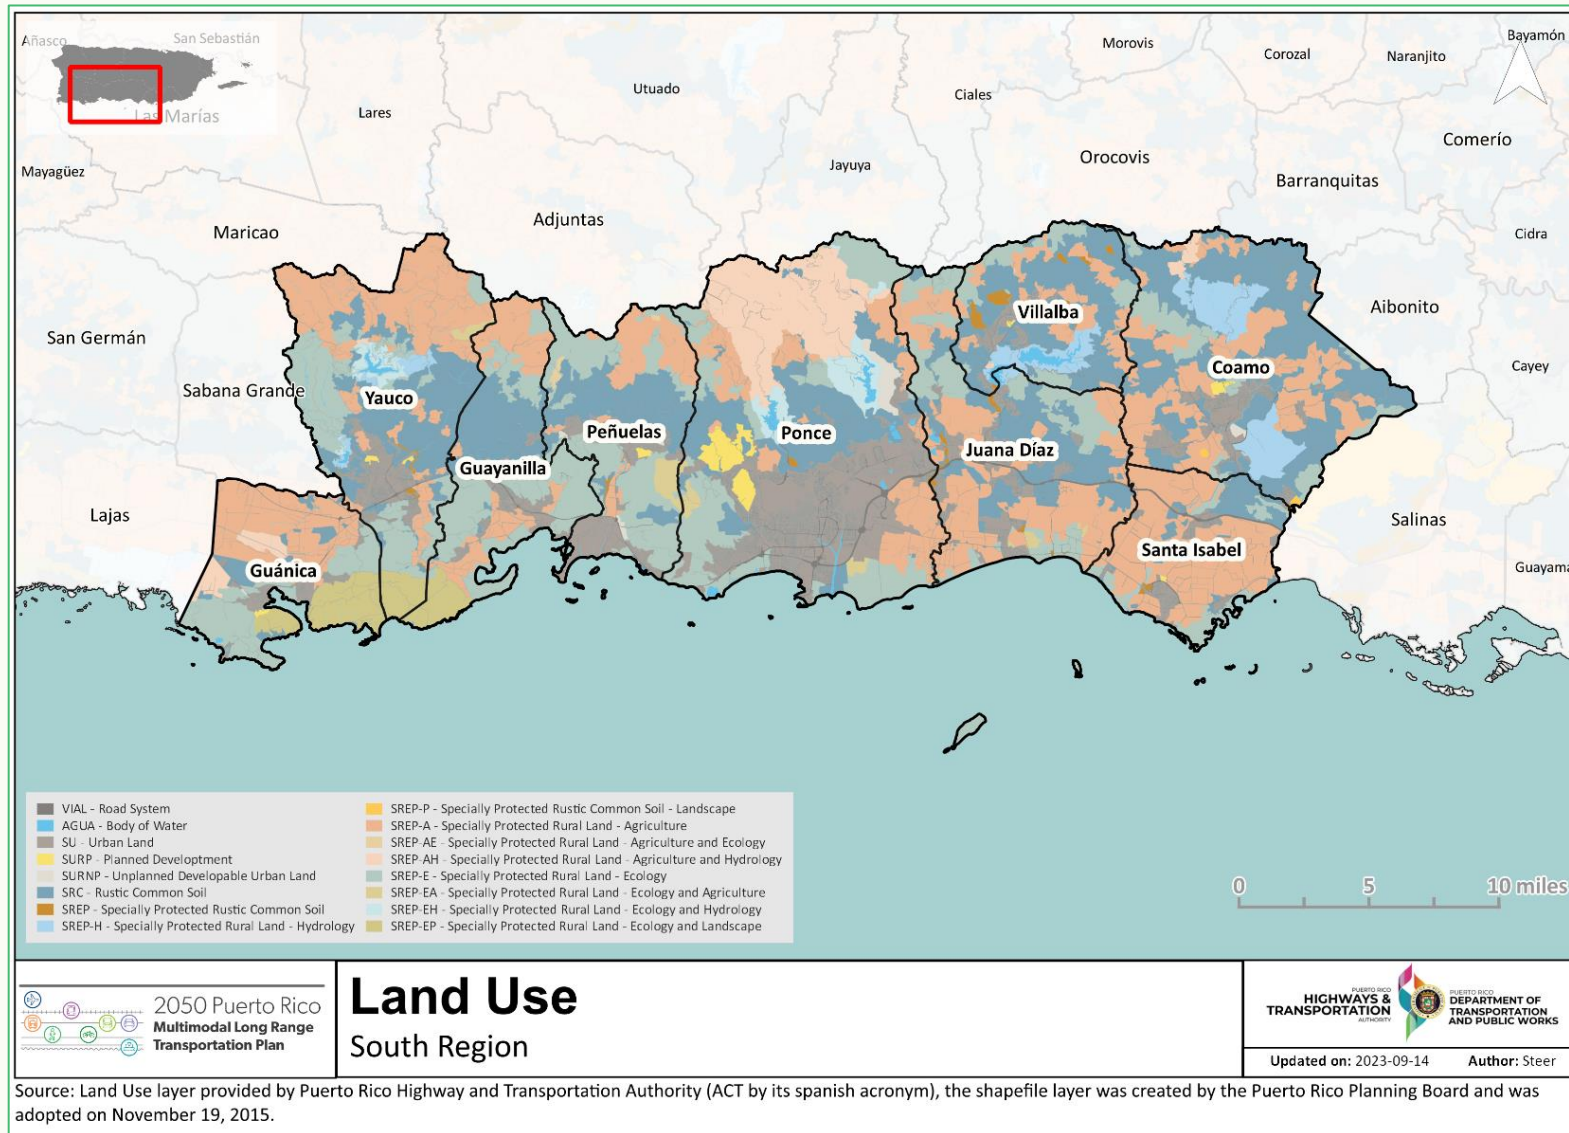 Añasco
San Sebastián
Las Marías
Mayagüez
Lares
Utuado
Morovis
Corozal
Naranjito
Bayamón
Ciales
Jayuya
Orocovis
Comerío
Barranquitas
Maricao
Adjuntas
Cidra
San Germán
Sabana Grande
Aibonito
Cayey
Lajas
Salinas
Guayama
Villalba
Coamo
Yauco
Peñuelas
Ponce
Juana Díaz
Guayanilla
Santa Isabel
Guánica
VIAL - Road System
AGUA - Body of Water
SU - Urban Land
SURP - Planned Developtment
SURNP - Unplanned Developable Urban Land
SRC - Rustic Common Soil
SREP - Specially Protected Rustic Common Soil
SREP-H - Specially Protected Rural Land - Hydrology
SREP-P - Specially Protected Rustic Common Soil - Landscape
SREP-A - Specially Protected Rural Land - Agriculture
SREP-AE - Specially Protected Rural Land - Agriculture and Ecology
SREP-AH - Specially Protected Rural Land - Agriculture and Hydrology
SREP-E - Specially Protected Rural Land - Ecology
SREP-EA - Specially Protected Rural Land - Ecology and Agriculture
SREP-EH - Specially Protected Rural Land - Ecology and Hydrology
SREP-EP - Specially Protected Rural Land - Ecology and Landscape
0 5 10 miles
2050 Puerto Rico
Multimodal Long Range
Transportation Plan
Land Use
South Region
PUERTO RICO
HIGHWAYS &
TRANSPORTATION
AUTHORITY
PUERTO RICO
DEPARTMENT OF
TRANSPORTATION
AND PUBLIC WORKS
Updated on: 2023-09-14 Author: Steer
Source: Land Use layer provided by Puerto Rico Highway and Transportation Authority (ACT by its spanish acronym), the shapefile layer was created by the Puerto Rico Planning Board and was
adopted on November 19, 2015.